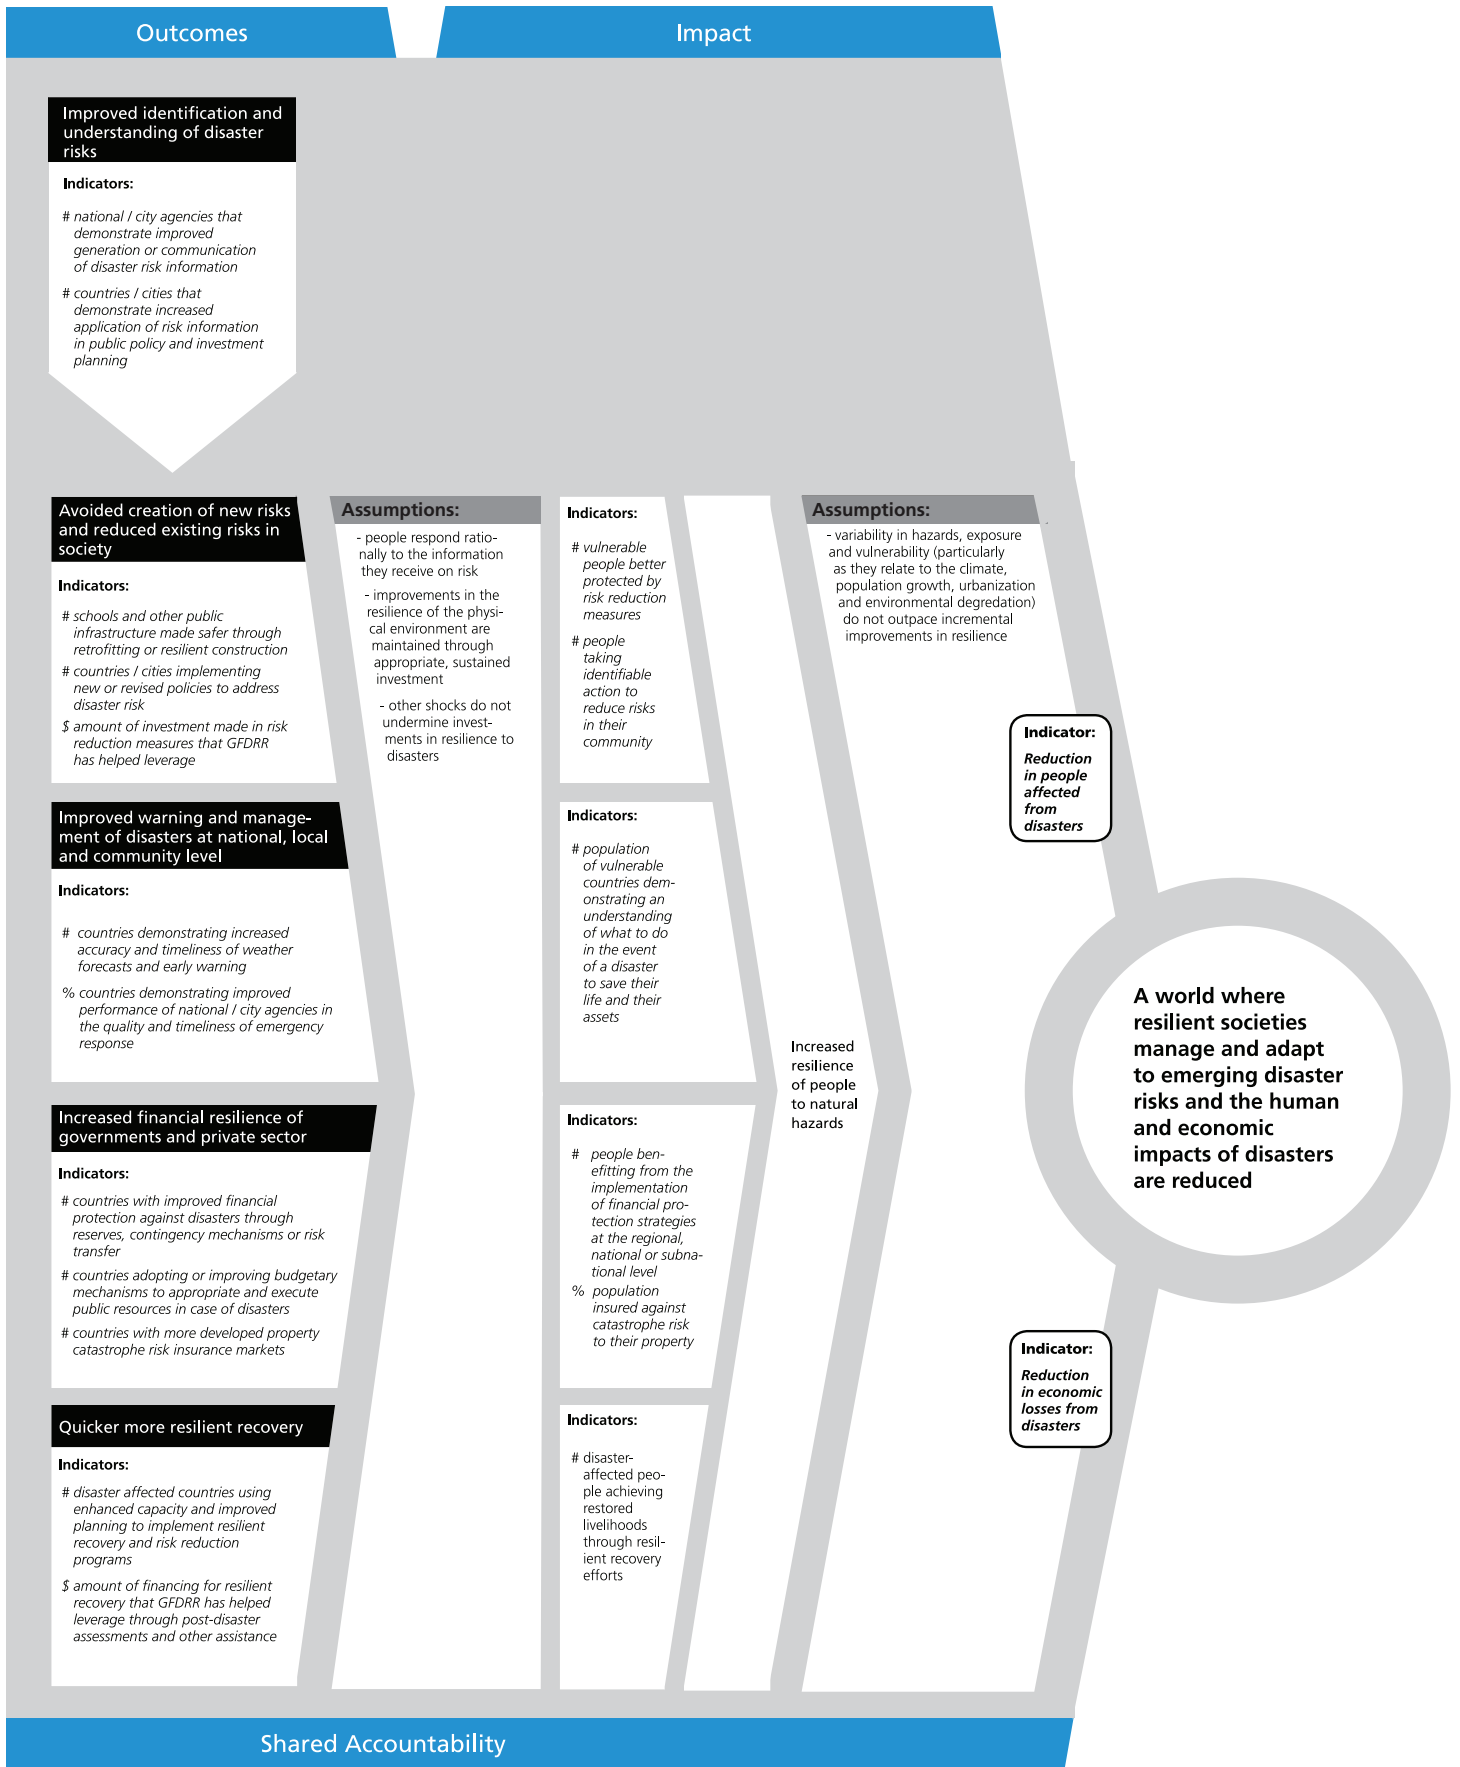 Outcomes
Impact
Improved identification and
understanding of disaster
risks
Indicators:
# national / city agencies that
demonstrate improved
generation or communication
of disaster risk information
# countries / cities that
demonstrate increased
application of risk information
in public policy and investment
planning
Avoided creation of new risks
and reduced existing risks in
society
Indicators:
# schools and other public
infrastructure made safer through
retrofitting or resilient construction
# countries / cities implementing
new or revised policies to address
disaster risk
$ amount of investment made in risk
reduction measures that GFDRR
has helped leverage
Improved warning and manage-
ment of disasters at national, local
and community level
Indicators:
# countries demonstrating increased
accuracy and timeliness of weather
forecasts and early warning
% countries demonstrating improved
performance of national / city agencies in
the quality and timeliness of emergency
response
Increased financial resilience of
governments and private sector
Indicators:
# countries with improved financial
protection against disasters through
reserves, contingency mechanisms or risk
transfer
# countries adopting or improving budgetary
mechanisms to appropriate and execute
public resources in case of disasters
# countries with more developed property
catastrophe risk insurance markets
Quicker more resilient recovery
Indicators:
# disaster affected countries using
enhanced capacity and improved
planning to implement resilient
recovery and risk reduction
programs
$ amount of financing for resilient
recovery that GFDRR has helped
leverage through post-disaster
assessments and other assistance
Assumptions:
- people respond ratio-
nally to the information
they receive on risk
- improvements in the
resilience of the physi-
cal environment are
maintained through
appropriate, sustained
investment
- other shocks do not
undermine invest-
ments in resilience to
disasters
Indicators:
# vulnerable
people better
protected by
risk reduction
measures
# people
taking
identifiable
action to
reduce risks
in their
community
Indicators:
# population
of vulnerable
countries dem-
onstrating an
understanding
of what to do
in the event
of a disaster
to save their
life and their
assets
Indicators:
# people ben-
efitting from the
implementation
of financial pro-
tection strategies
at the regional,
national or subna-
tional level
% population
insured against
catastrophe risk
to their property
Indicators:
# disaster-
affected peo-
ple achieving
restored
livelihoods
through resil-
ient recovery
efforts
Increased
resilience
of people
to natural
hazards
Assumptions:
- variability in hazards, exposure
and vulnerability (particularly
as they relate to the climate,
population growth, urbanization
and environmental degredation)
do not outpace incremental
improvements in resilience
Indicator:
Reduction
in people
affected
from
disasters
A world where
resilient societies
manage and adapt
to emerging disaster
risks and the human
and economic
impacts of disasters
are reduced
Indicator:
Reduction
in economic
losses from
disasters
Shared Accountability